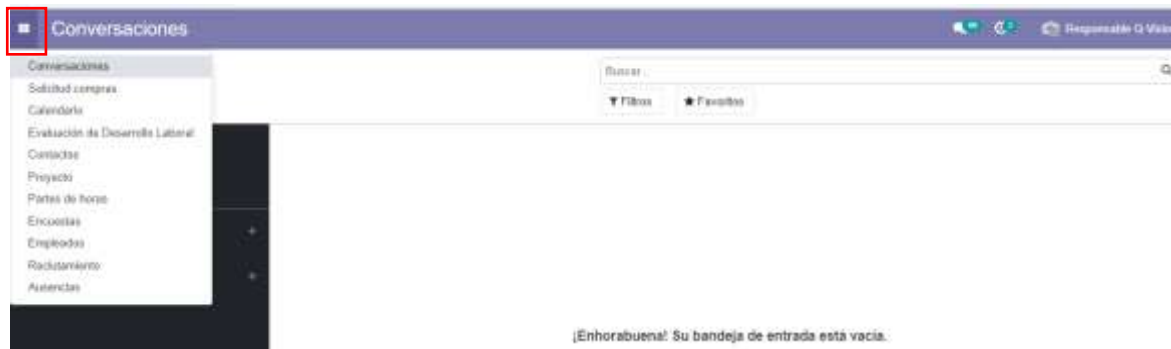 Conversaciones
Responsable Q-Vision
Conversaciones
Solicitud compras
Calendario
Evaluación de Desarrollo Laboral
Contactos
Proyecto
Partes de horas
Encuestas
Empleados
Reclutamiento
Ausencias
Buscar...
Filtros
Favoritos
¡Enhorabuena! Su bandeja de entrada está vacía.